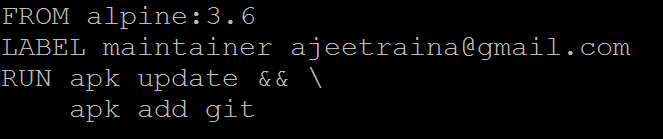 FROM alpine:3.6
LABEL maintainer ajeetraina@gmail.com
RUN apk update && \
    apk add git